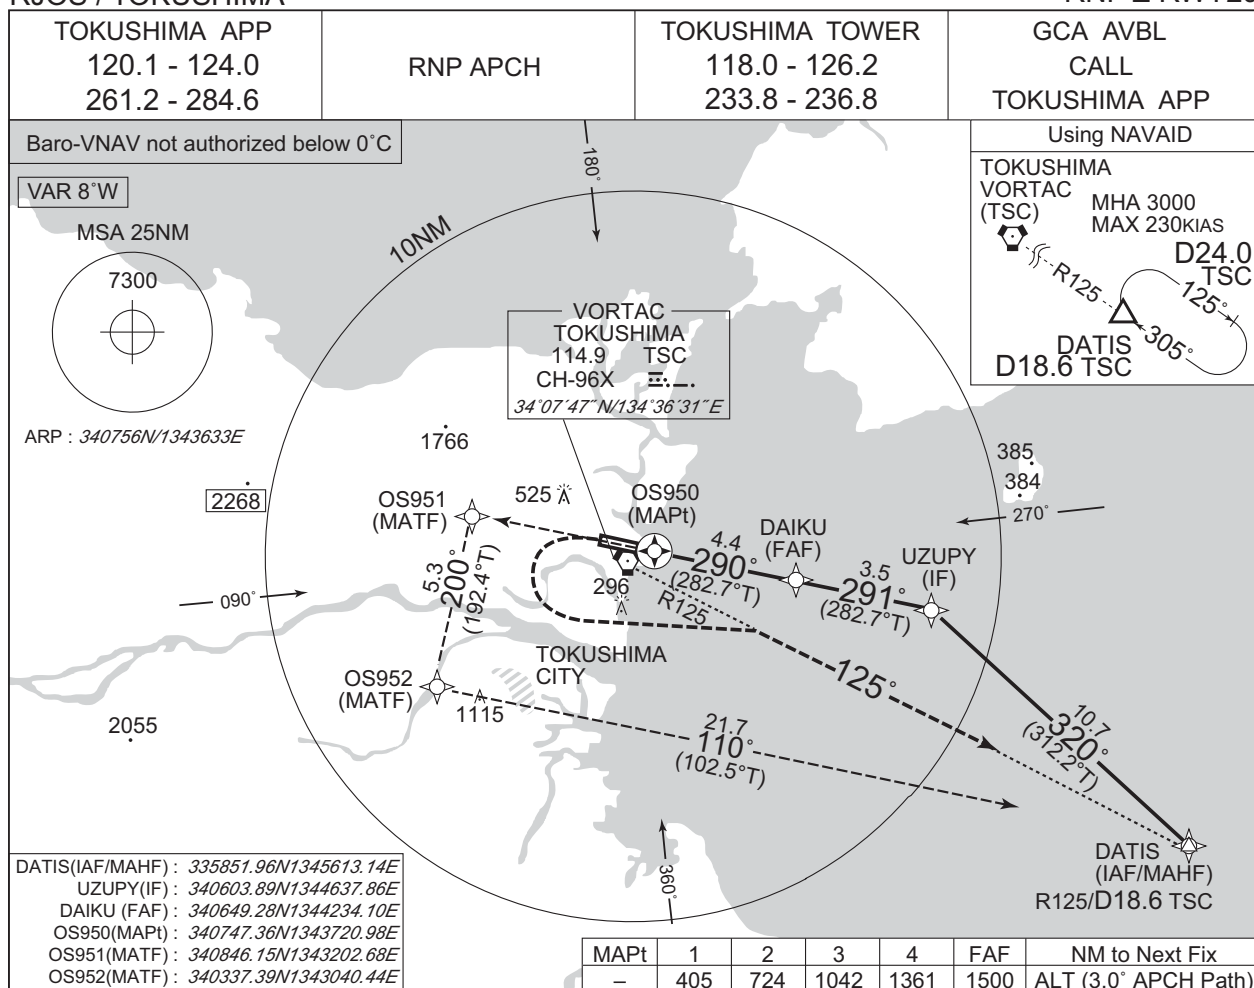 TOKUSHIMA APP
120.1 - 124.0
261.2 - 284.6
RNP APCH
TOKUSHIMA TOWER
118.0 - 126.2
233.8 - 236.8
GCA AVBL
CALL
TOKUSHIMA APP
Baro-VNAV not authorized below 0°C
VAR 8°W
MSA 25NM
7300
ARP : 340756N/1343633E
180°
10NM
Using NAVAID
TOKUSHIMA
VORTAC
(TSC)
MHA 3000
MAX 230KIAS
D24.0
TSC
R125
125°
305°
DATIS
D18.6 TSC
VORTAC
TOKUSHIMA
114.9 TSC
CH-96X
34°07′47″N/134°36′31″E
1766
2268
525
OS951
(MATF)
OS950
(MAPt)
385
384
270°
DAIKU
(FAF)
UZUPY
(IF)
4.4
290°
(282.7°T)
3.5
291°
(282.7°T)
5.3
200°
(192.4°T)
090°
296
R125
TOKUSHIMA
CITY
OS952
(MATF)
1115
2055
125°
21.7
110°
(102.5°T)
10.7
320°
(312.2°T)
360°
DATIS
(IAF/MAHF)
R125/D18.6 TSC
DATIS(IAF/MAHF) : 335851.96N1345613.14E
UZUPY(IF) : 340603.89N1344637.86E
DAIKU (FAF) : 340649.28N1344234.10E
OS950(MAPt) : 340747.36N1343720.98E
OS951(MATF) : 340846.15N1343202.68E
OS952(MATF) : 340337.39N1343040.44E
MAPt 1 2 3 4 FAF NM to Next Fix
– 405 724 1042 1361 1500 ALT (3.0° APCH Path)